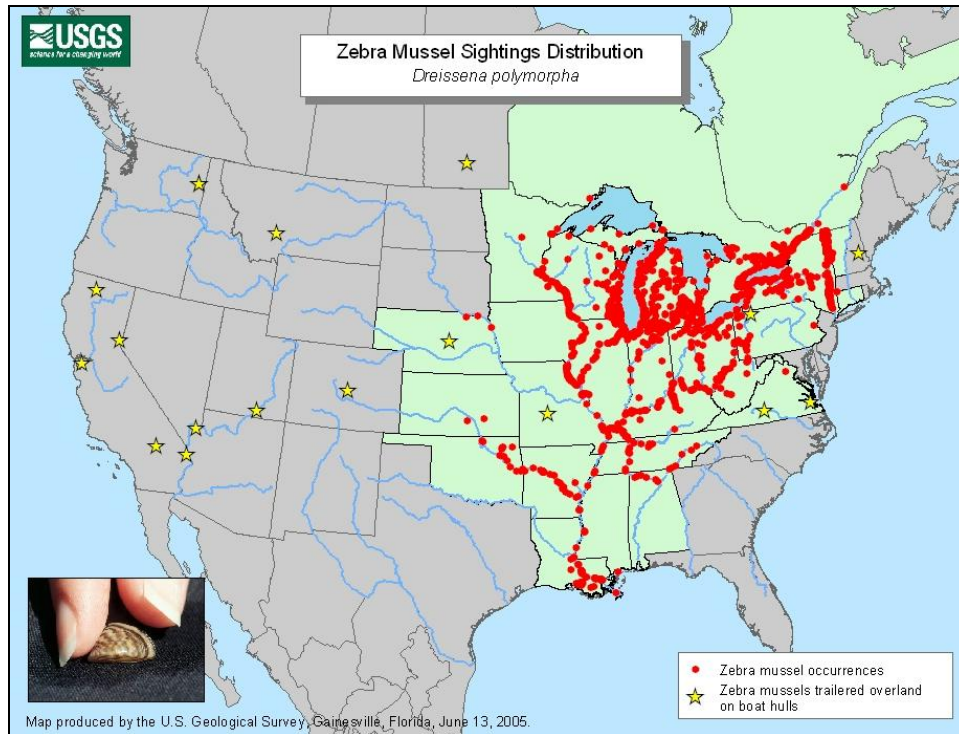 USGS
science for a changing world
Zebra Mussel Sightings Distribution
Dreissena polymorpha
Zebra mussel occurrences
Zebra mussels trailered overland
on boat hulls
Map produced by the U.S. Geological Survey, Gainesville, Florida, June 13, 2005.